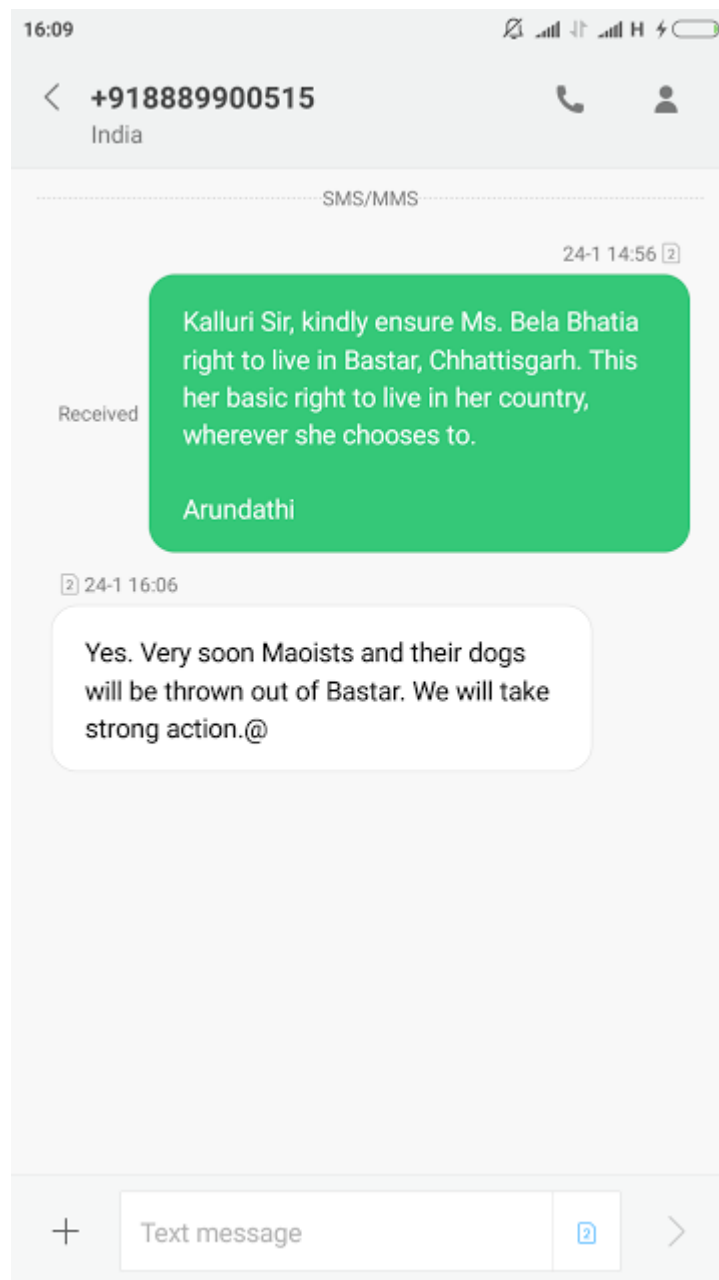 16:09
H
+918889900515
India
SMS/MMS
24-1 14:56 2
Kalluri Sir, kindly ensure Ms. Bela Bhatia
right to live in Bastar, Chhattisgarh. This
her basic right to live in her country,
wherever she chooses to.
Arundathi
Received
2 24-1 16:06
Yes. Very soon Maoists and their dogs
will be thrown out of Bastar. We will take
strong action.@
Text message
2